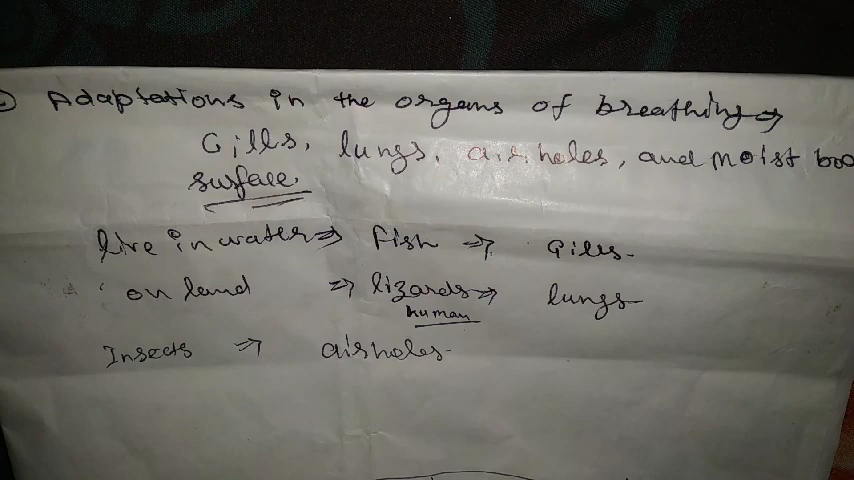 Adaptations in the organs of breathing →
Gills, lungs, air holes, and moist
surface.
live in water ⇒ Fish → Gills.
on land ⇒ lizards → lungs
human
Insects → airholes.